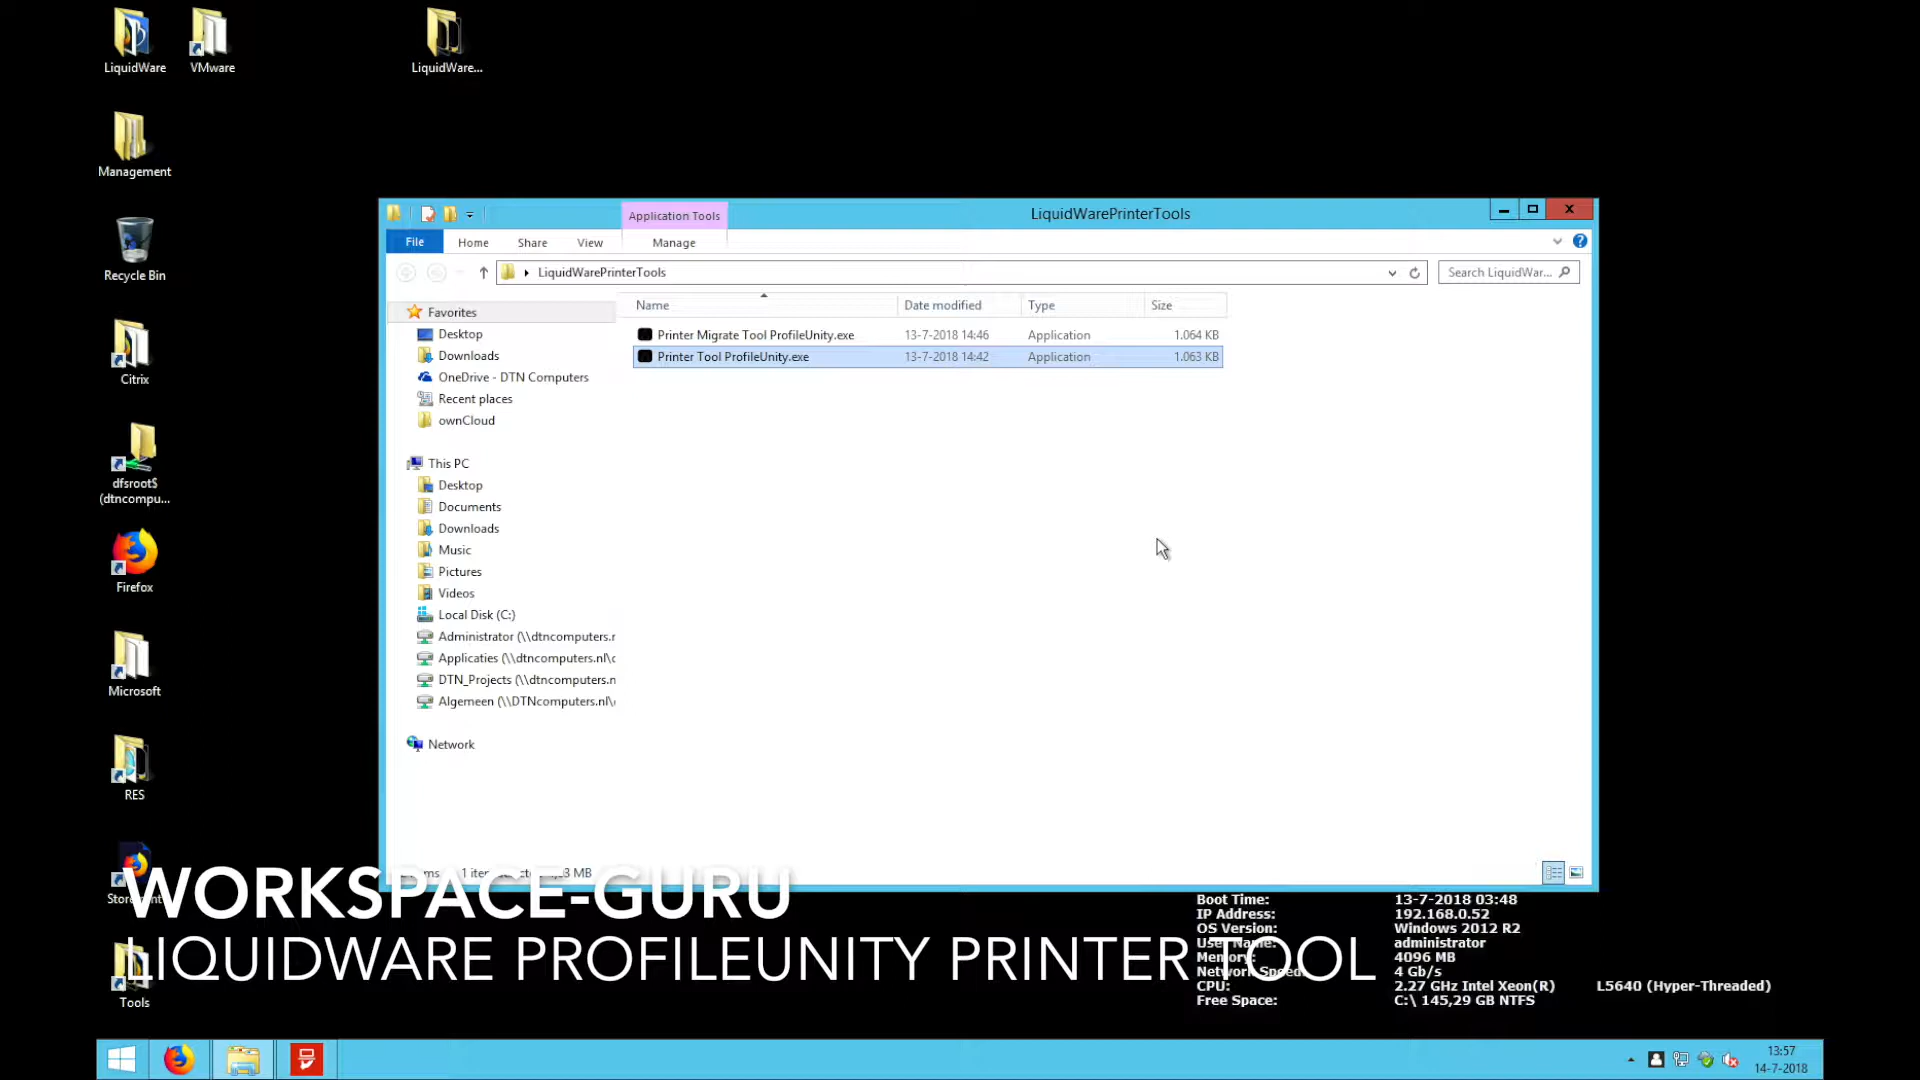 LiquidWare
VMware
LiquidWare...
Management
Recycle Bin
Citrix
dfsroot$
(dtncompu...
Firefox
Microsoft
RES
Tools
Application Tools
LiquidWarePrinterTools
File
Home
Share
View
Manage
LiquidWarePrinterTools
Search LiquidWar...
Name
Date modified
Type
Size
Printer Migrate Tool ProfileUnity.exe
13-7-2018 14:46
Application
1.064 KB
Printer Tool ProfileUnity.exe
13-7-2018 14:42
Application
1.063 KB
Favorites
Desktop
Downloads
OneDrive - DTN Computers
Recent places
ownCloud
This PC
Desktop
Documents
Downloads
Music
Pictures
Videos
Local Disk (C:)
Administrator (\\dtncomputers.n
Applicaties (\\dtncomputers.nl\d
DTN_Projects (\\dtncomputers.n
Algemeen (\\DTNcomputers.nl\
Network
WORKSPACE-GURU
LIQUIDWARE PROFILEUNITY PRINTER TOOL
Boot Time: 13-7-2018 03:48
IP Address: 192.168.0.52
OS Version: Windows 2012 R2
User Name: administrator
Memory: 4096 MB
Network Speed: 4 Gb/s
CPU: 2.27 GHz Intel Xeon(R) L5640 (Hyper-Threaded)
Free Space: C:\ 145,29 GB NTFS
13:57
14-7-2018